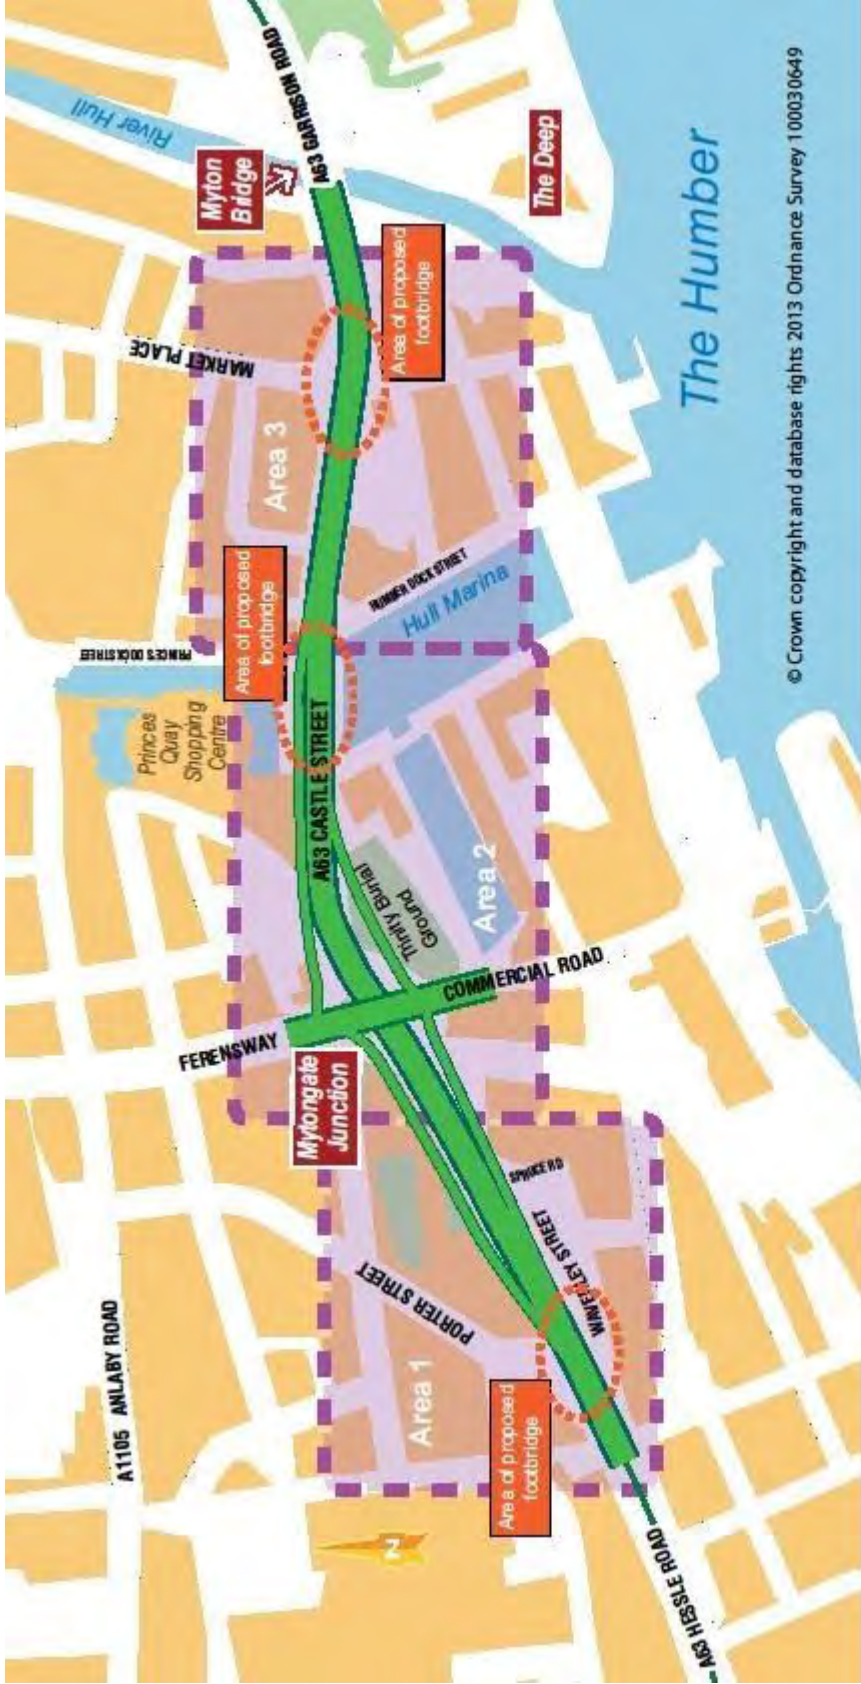 A63 GARRISON ROAD
River Hull
Myton
Bridge
The Deep
MARKET PLACE
Area of proposed
footbridge
Area 3
The Humber
© Crown copyright and database rights 2013 Ordnance Survey 100030649
HUMBER DOCK STREET
Hull Marina
Area of proposed
footbridge
PRINCES DOCK STREET
Princes
Quay
Shopping
Centre
A63 CASTLE STREET
Trinity Burial
Ground
Area 2
COMMERCIAL ROAD
FERENSWAY
Mytongate
Junction
SPRUCE RD
WAVERLEY STREET
PORTER STREET
Area 1
A1105 ANLABY ROAD
Area of proposed
footbridge
N
A63 HESSLE ROAD